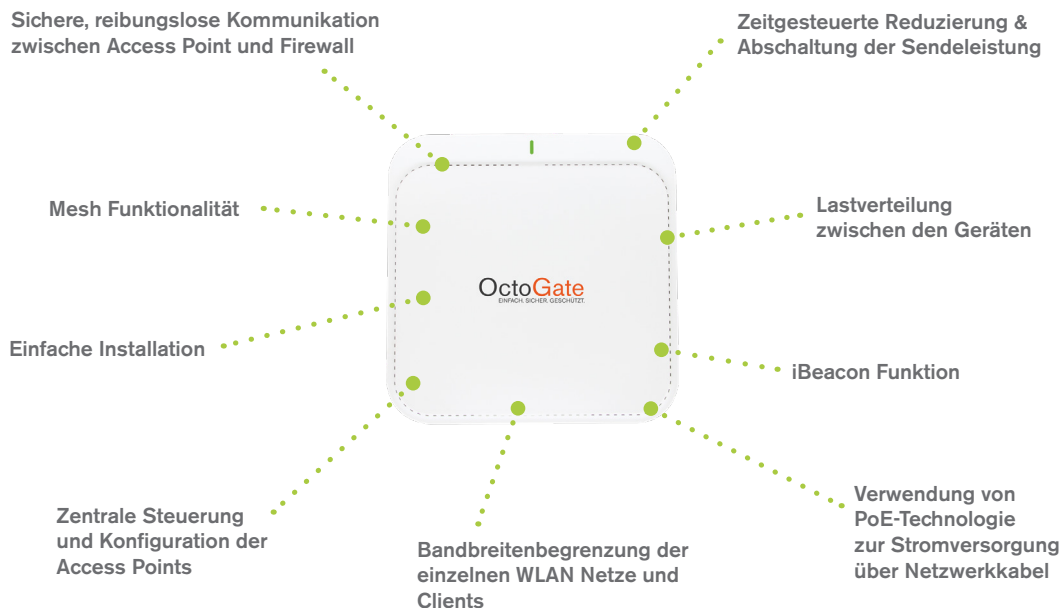 Sichere, reibungslose Kommunikation
zwischen Access Point und Firewall
Zeitgesteuerte Reduzierung &
Abschaltung der Sendeleistung
Mesh Funktionalität
Lastverteilung
zwischen den Geräten
OctoGate
EINFACH. SICHER. GESCHÜTZT.
Einfache Installation
iBeacon Funktion
Zentrale Steuerung
und Konfiguration der
Access Points
Bandbreitenbegrenzung der
einzelnen WLAN Netze und
Clients
Verwendung von
PoE-Technologie
zur Stromversorgung
über Netzwerkkabel